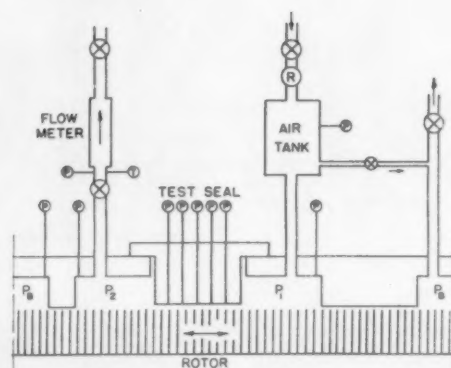 R
FLOW
METER
AIR
TANK
P
P T
TEST SEAL
P P P P P P P P
P₂ P₁
ROTOR